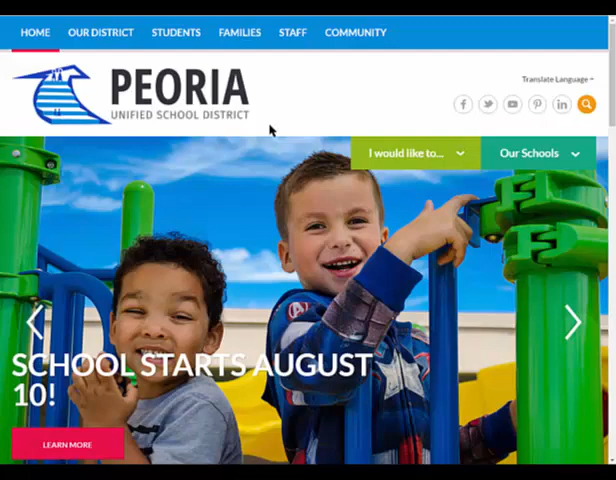 HOME OUR DISTRICT STUDENTS FAMILIES STAFF COMMUNITY
PEORIA
UNIFIED SCHOOL DISTRICT
Translate Language
I would like to... Our Schools
SCHOOL STARTS AUGUST
10!
LEARN MORE